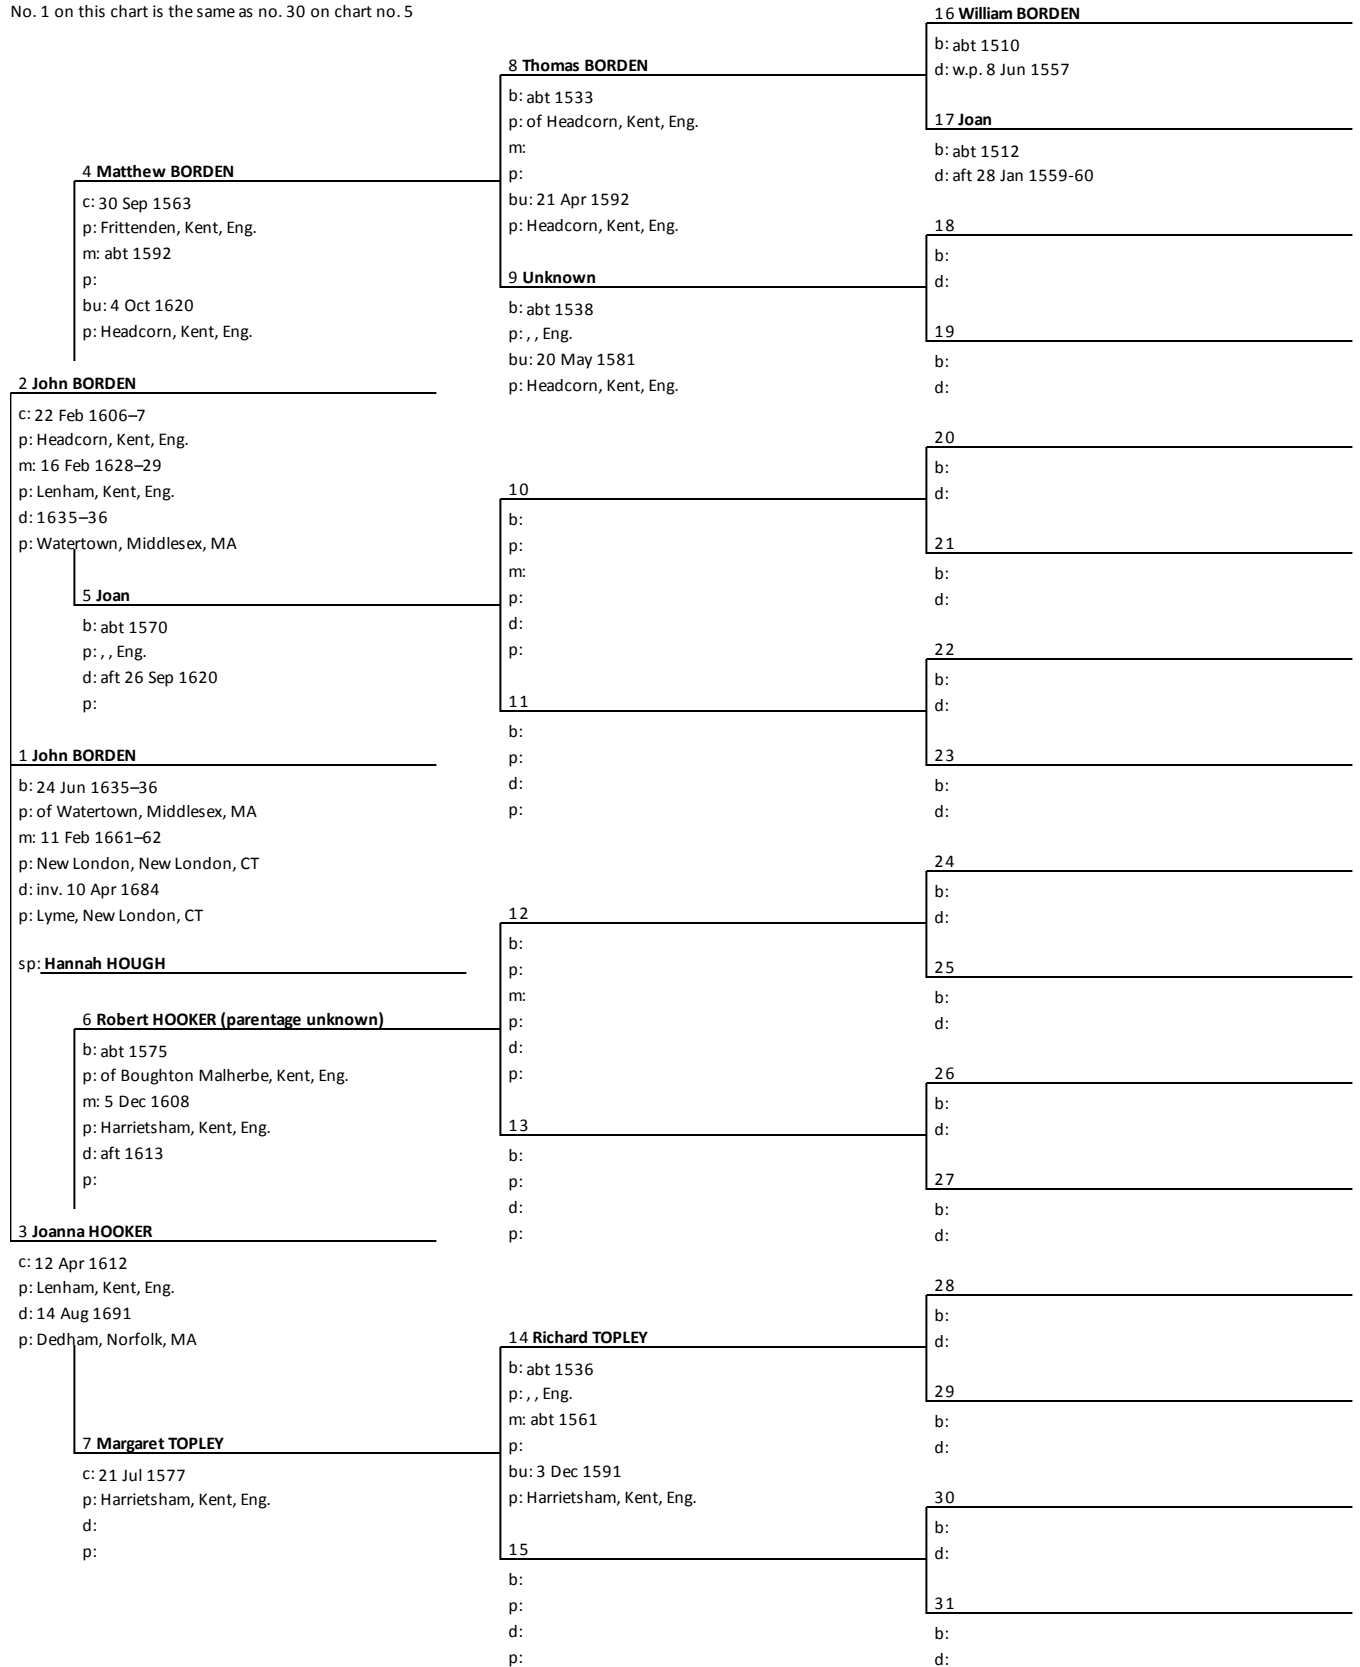 No. 1 on this chart is the same as no. 30 on chart no. 5
16 William BORDEN
b: abt 1510
d: w.p. 8 Jun 1557
8 Thomas BORDEN
b: abt 1533
p: of Headcorn, Kent, Eng.
m:
p:
bu: 21 Apr 1592
p: Headcorn, Kent, Eng.
17 Joan
b: abt 1512
d: aft 28 Jan 1559-60
4 Matthew BORDEN
c: 30 Sep 1563
p: Frittenden, Kent, Eng.
m: abt 1592
p:
bu: 4 Oct 1620
p: Headcorn, Kent, Eng.
18
b:
d:
9 Unknown
b: abt 1538
p: , , Eng.
bu: 20 May 1581
p: Headcorn, Kent, Eng.
19
b:
d:
2 John BORDEN
c: 22 Feb 1606–7
p: Headcorn, Kent, Eng.
m: 16 Feb 1628–29
p: Lenham, Kent, Eng.
d: 1635–36
p: Watertown, Middlesex, MA
20
b:
d:
10
b:
p:
m:
p:
d:
p:
21
b:
d:
5 Joan
b: abt 1570
p: , , Eng.
d: aft 26 Sep 1620
p:
22
b:
d:
11
b:
p:
d:
p:
23
b:
d:
1 John BORDEN
b: 24 Jun 1635–36
p: of Watertown, Middlesex, MA
m: 11 Feb 1661–62
p: New London, New London, CT
d: inv. 10 Apr 1684
p: Lyme, New London, CT
sp: Hannah HOUGH
24
b:
d:
12
b:
p:
m:
p:
d:
p:
25
b:
d:
6 Robert HOOKER (parentage unknown)
b: abt 1575
p: of Boughton Malherbe, Kent, Eng.
m: 5 Dec 1608
p: Harrietsham, Kent, Eng.
d: aft 1613
p:
26
b:
d:
13
b:
p:
d:
p:
27
b:
d:
3 Joanna HOOKER
c: 12 Apr 1612
p: Lenham, Kent, Eng.
d: 14 Aug 1691
p: Dedham, Norfolk, MA
28
b:
d:
14 Richard TOPLEY
b: abt 1536
p: , , Eng.
m: abt 1561
p:
bu: 3 Dec 1591
p: Harrietsham, Kent, Eng.
29
b:
d:
7 Margaret TOPLEY
c: 21 Jul 1577
p: Harrietsham, Kent, Eng.
d:
p:
30
b:
d:
15
b:
p:
d:
p:
31
b:
d: